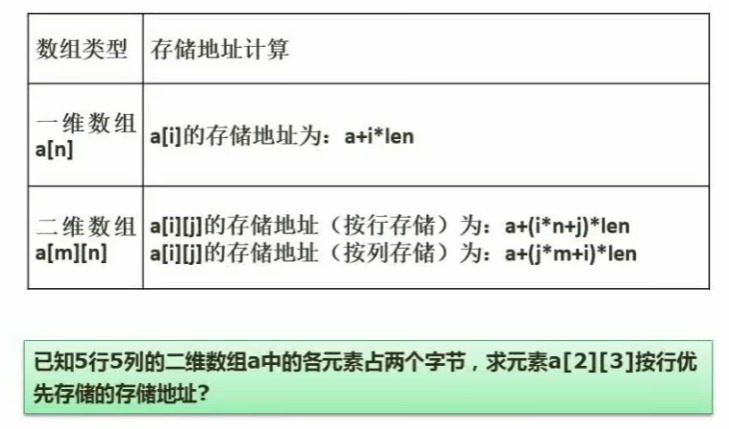 数组类型 存储地址计算
一维数组
a[n]
a[i]的存储地址为：a+i*len
二维数组
a[m][n]
a[i][j]的存储地址（按行存储）为：a+(i*n+j)*len
a[i][j]的存储地址（按列存储）为：a+(j*m+i)*len
已知5行5列的二维数组a中的各元素占两个字节，求元素a[2][3]按行优
先存储的存储地址?